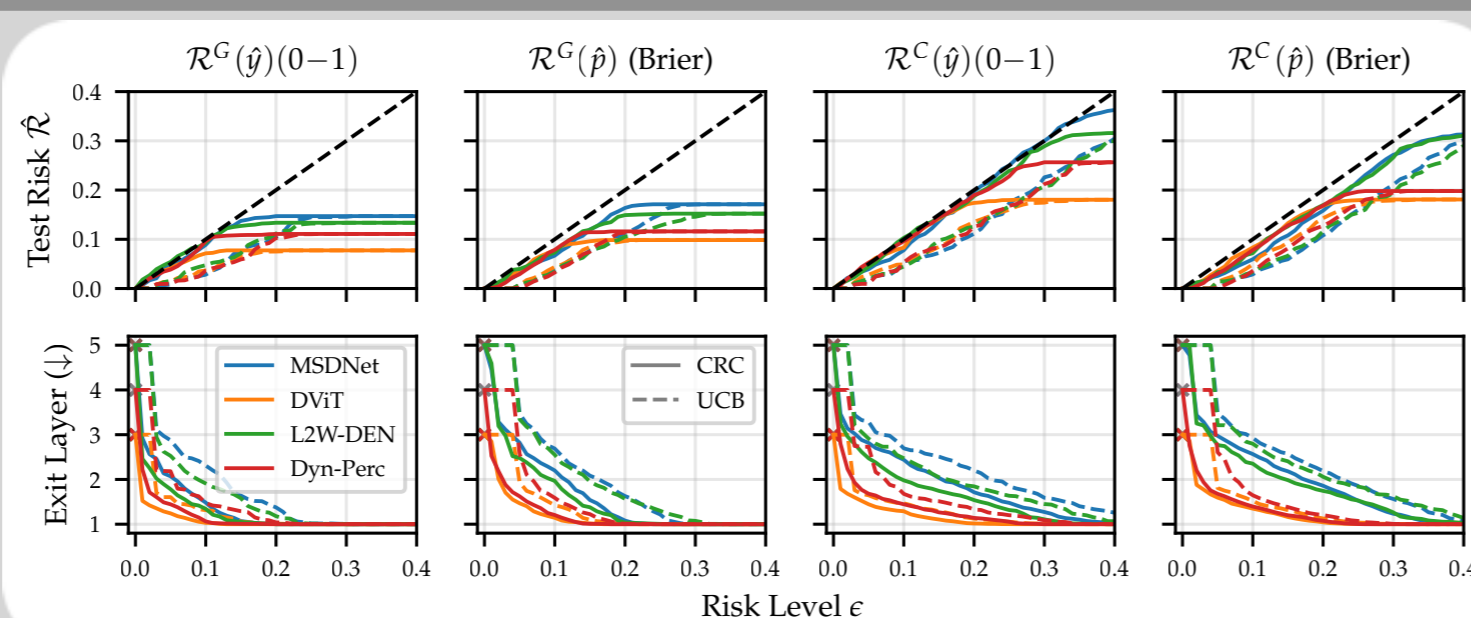 R^G(ŷ)(0−1) R^G(p̂) (Brier) R^C(ŷ)(0−1) R^C(p̂) (Brier)
Test Risk R̂
0.4
0.3
0.2
0.1
0.0
Exit Layer (↓)
5
4
3
2
1
MSDNet
DViT
L2W-DEN
Dyn-Perc
CRC
UCB
0.0 0.1 0.2 0.3 0.4 0.0 0.1 0.2 0.3 0.4 0.0 0.1 0.2 0.3 0.4 0.0 0.1 0.2 0.3
Risk Level ϵ